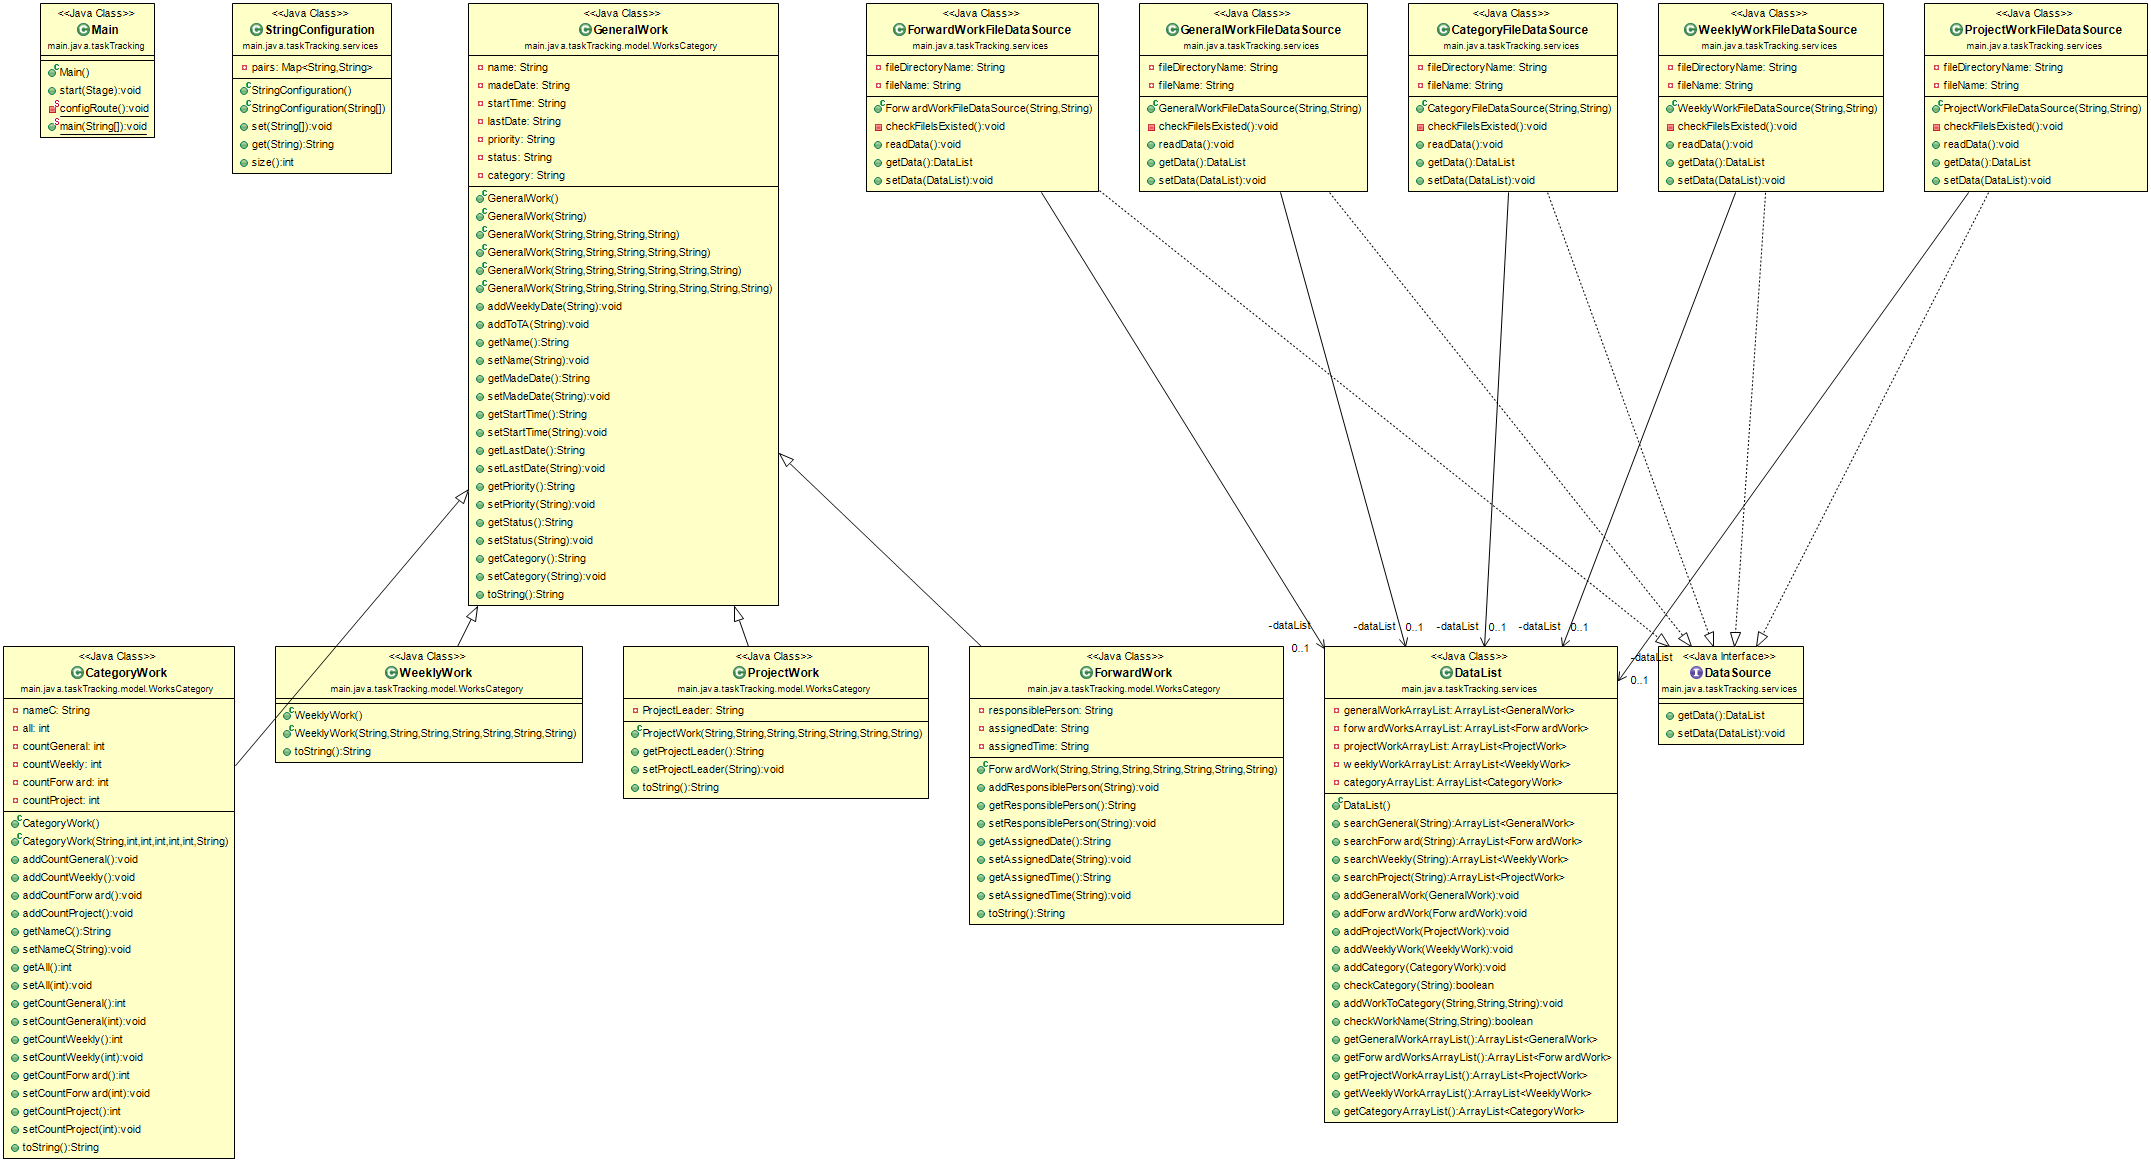 <<Java Class>>
Main
main.java.taskTracking
Main()
start(Stage):void
configRoute():void
main(String[]):void
<<Java Class>>
StringConfiguration
main.java.taskTracking.services
pairs: Map<String,String>
StringConfiguration()
StringConfiguration(String[])
set(String[]):void
get(String):String
size():int
<<Java Class>>
GeneralWork
main.java.taskTracking.model.WorksCategory
name: String
madeDate: String
startTime: String
lastDate: String
priority: String
status: String
category: String
GeneralWork()
GeneralWork(String)
GeneralWork(String,String,String,String)
GeneralWork(String,String,String,String,String)
GeneralWork(String,String,String,String,String,String)
GeneralWork(String,String,String,String,String,String,String)
addWeeklyDate(String):void
addToTA(String):void
getName():String
setName(String):void
getMadeDate():String
setMadeDate(String):void
getStartTime():String
setStartTime(String):void
getLastDate():String
setLastDate(String):void
getPriority():String
setPriority(String):void
getStatus():String
setStatus(String):void
getCategory():String
setCategory(String):void
toString():String
<<Java Class>>
ForwardWorkFileDataSource
main.java.taskTracking.services
fileDirectoryName: String
fileName: String
ForwardWorkFileDataSource(String,String)
checkFileIsExisted():void
readData():void
getData():DataList
setData(DataList):void
<<Java Class>>
GeneralWorkFileDataSource
main.java.taskTracking.services
fileDirectoryName: String
fileName: String
GeneralWorkFileDataSource(String,String)
checkFileIsExisted():void
readData():void
getData():DataList
setData(DataList):void
<<Java Class>>
CategoryFileDataSource
main.java.taskTracking.services
fileDirectoryName: String
fileName: String
CategoryFileDataSource(String,String)
checkFileIsExisted():void
readData():void
getData():DataList
setData(DataList):void
<<Java Class>>
WeeklyWorkFileDataSource
main.java.taskTracking.services
fileDirectoryName: String
fileName: String
WeeklyWorkFileDataSource(String,String)
checkFileIsExisted():void
readData():void
getData():DataList
setData(DataList):void
<<Java Class>>
ProjectWorkFileDataSource
main.java.taskTracking.services
fileDirectoryName: String
fileName: String
ProjectWorkFileDataSource(String,String)
checkFileIsExisted():void
readData():void
getData():DataList
setData(DataList):void
-dataList
0..1
-dataList 0..1
-dataList 0..1
-dataList 0..1
-dataList
0..1
<<Java Class>>
CategoryWork
main.java.taskTracking.model.WorksCategory
nameC: String
all: int
countGeneral: int
countWeekly: int
countForward: int
countProject: int
CategoryWork()
CategoryWork(String,int,int,int,int,int,String)
addCountGeneral():void
addCountWeekly():void
addCountForward():void
addCountProject():void
getNameC():String
setNameC(String):void
getAll():int
setAll(int):void
getCountGeneral():int
setCountGeneral(int):void
getCountWeekly():int
setCountWeekly(int):void
getCountForward():int
setCountForward(int):void
getCountProject():int
setCountProject(int):void
toString():String
<<Java Class>>
WeeklyWork
main.java.taskTracking.model.WorksCategory
WeeklyWork()
WeeklyWork(String,String,String,String,String,String)
toString():String
<<Java Class>>
ProjectWork
main.java.taskTracking.model.WorksCategory
ProjectLeader: String
ProjectWork(String,String,String,String,String,String,String)
getProjectLeader():String
setProjectLeader(String):void
toString():String
<<Java Class>>
ForwardWork
main.java.taskTracking.model.WorksCategory
responsiblePerson: String
assignedDate: String
assignedTime: String
ForwardWork(String,String,String,String,String,String,String)
addResponsiblePerson(String):void
getResponsiblePerson():String
setResponsiblePerson(String):void
getAssignedDate():String
setAssignedDate(String):void
getAssignedTime():String
setAssignedTime(String):void
toString():String
<<Java Class>>
DataList
main.java.taskTracking.services
generalWorkArrayList: ArrayList<GeneralWork>
forwardWorksArrayList: ArrayList<ForwardWork>
projectWorkArrayList: ArrayList<ProjectWork>
weeklyWorkArrayList: ArrayList<WeeklyWork>
categoryArrayList: ArrayList<CategoryWork>
DataList()
searchGeneral(String):ArrayList<GeneralWork>
searchForward(String):ArrayList<ForwardWork>
searchWeekly(String):ArrayList<WeeklyWork>
searchProject(String):ArrayList<ProjectWork>
addGeneralWork(GeneralWork):void
addForwardWork(ForwardWork):void
addProjectWork(ProjectWork):void
addWeeklyWork(WeeklyWork):void
addCategory(CategoryWork):void
checkCategory(String):boolean
addWorkToCategory(String,String,String):void
checkWorkName(String,String):boolean
getGeneralWorkArrayList():ArrayList<GeneralWork>
getForwardWorksArrayList():ArrayList<ForwardWork>
getProjectWorkArrayList():ArrayList<ProjectWork>
getWeeklyWorkArrayList():ArrayList<WeeklyWork>
getCategoryArrayList():ArrayList<CategoryWork>
<<Java Interface>>
DataSource
main.java.taskTracking.services
getData():DataList
setData(DataList):void